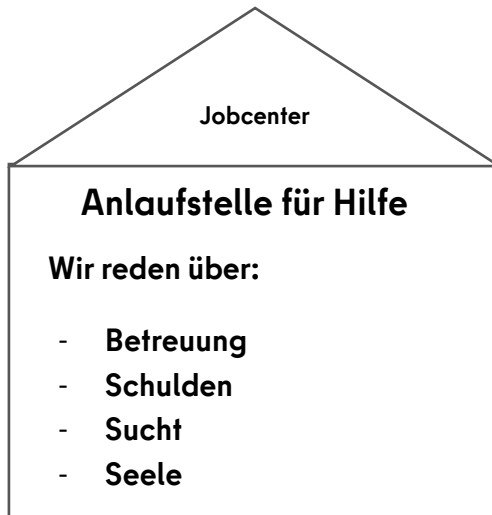 Jobcenter
Anlaufstelle für Hilfe
Wir reden über:
- Betreuung
- Schulden
- Sucht
- Seele